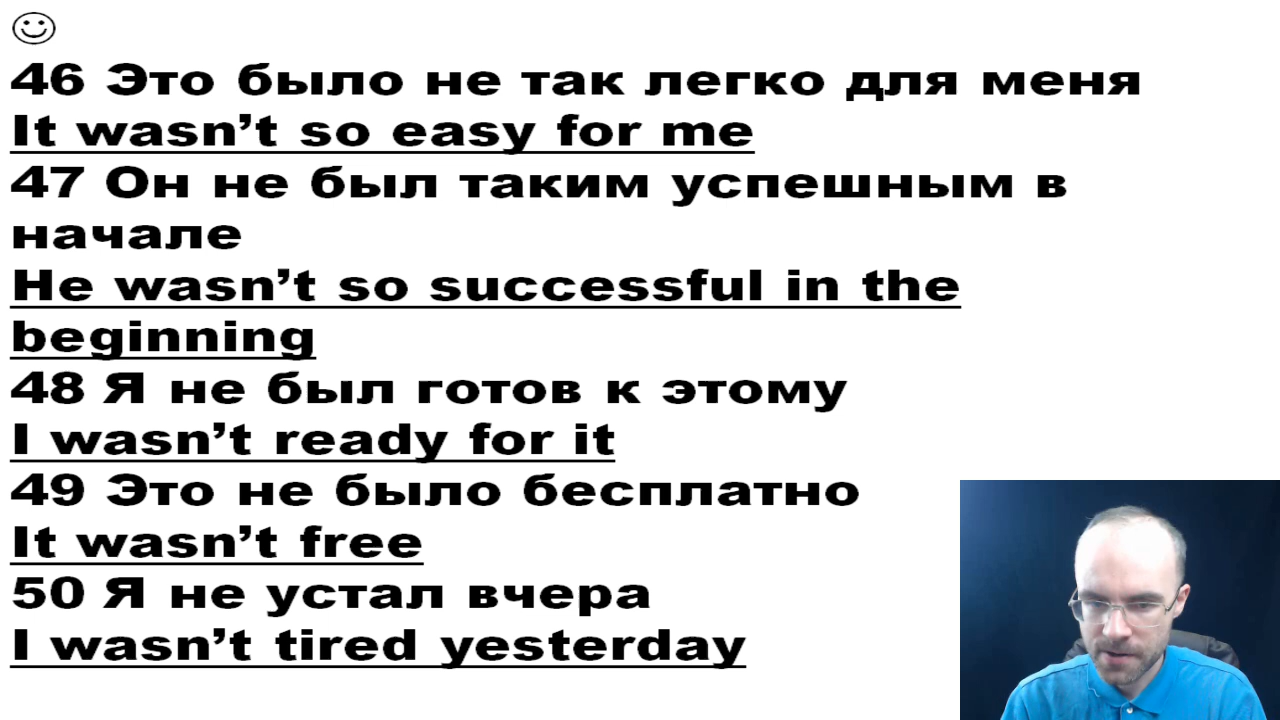 46 Это было не так легко для меня
It wasn’t so easy for me
47 Он не был таким успешным в
начале
He wasn’t so successful in the
beginning
48 Я не был готов к этому
I wasn’t ready for it
49 Это не было бесплатно
It wasn’t free
50 Я не устал вчера
I wasn’t tired yesterday